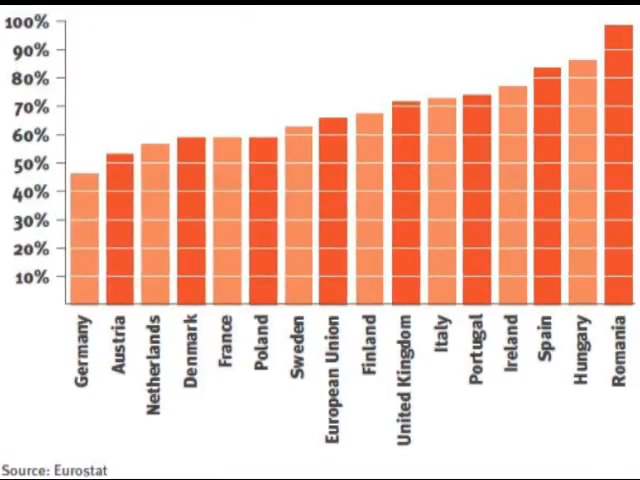 100%
90%
80%
70%
60%
50%
40%
30%
20%
10%
Germany
Austria
Netherlands
Denmark
France
Poland
Sweden
European Union
Finland
United Kingdom
Italy
Portugal
Ireland
Spain
Hungary
Romania
Source: Eurostat